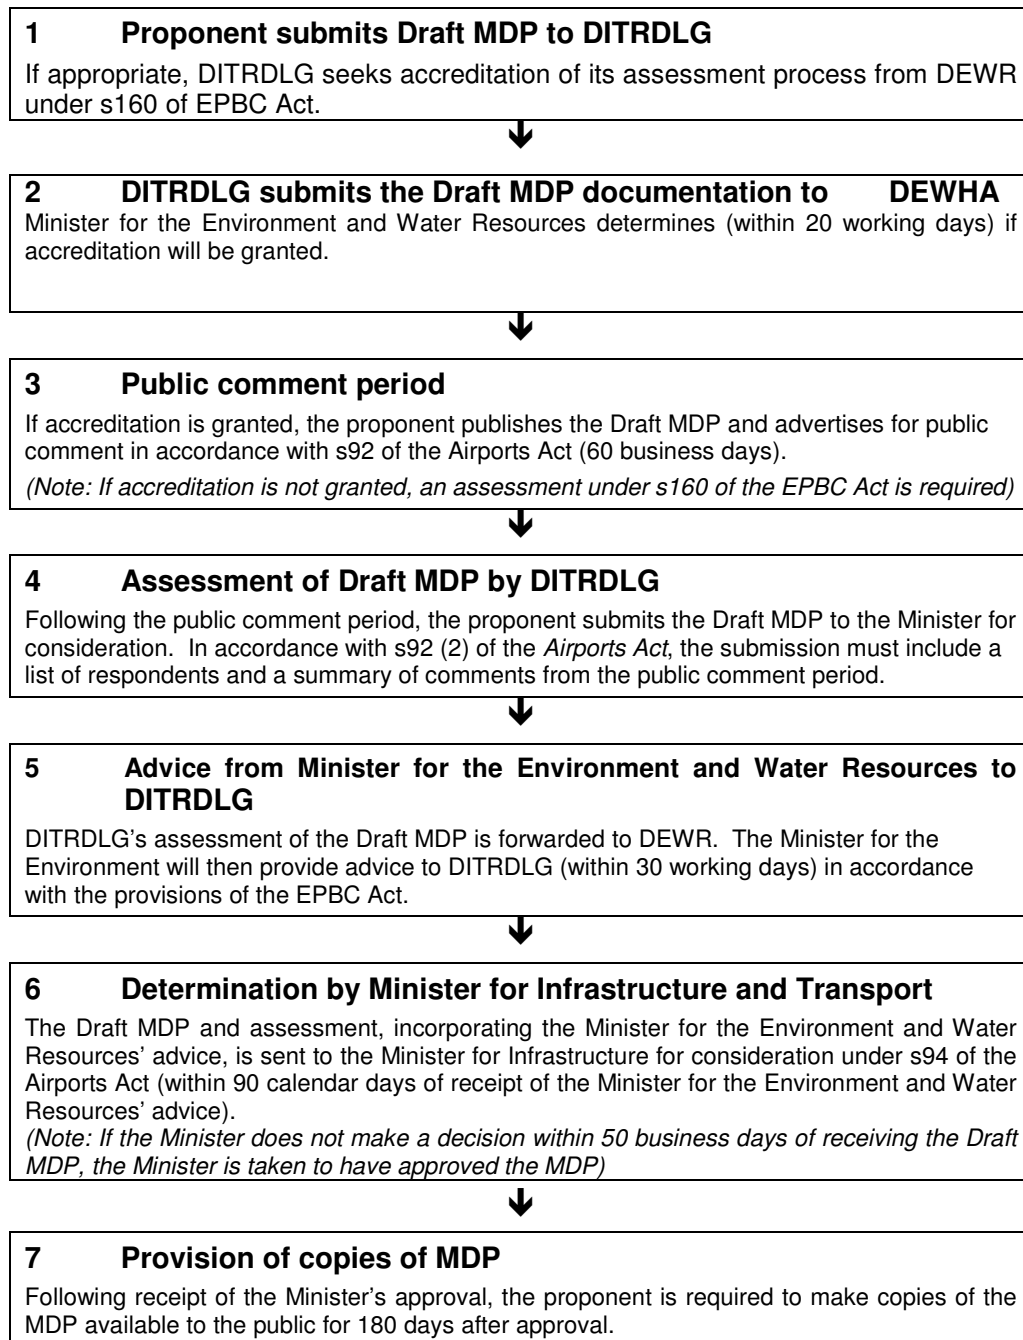 1 Proponent submits Draft MDP to DITRDLG
If appropriate, DITRDLG seeks accreditation of its assessment process from DEWR
under s160 of EPBC Act.
2 DITRDLG submits the Draft MDP documentation to DEWHA
Minister for the Environment and Water Resources determines (within 20 working days) if
accreditation will be granted.
3 Public comment period
If accreditation is granted, the proponent publishes the Draft MDP and advertises for public
comment in accordance with s92 of the Airports Act (60 business days).
(Note: If accreditation is not granted, an assessment under s160 of the EPBC Act is required)
4 Assessment of Draft MDP by DITRDLG
Following the public comment period, the proponent submits the Draft MDP to the Minister for
consideration. In accordance with s92 (2) of the Airports Act, the submission must include a
list of respondents and a summary of comments from the public comment period.
5 Advice from Minister for the Environment and Water Resources to
DITRDLG
DITRDLG's assessment of the Draft MDP is forwarded to DEWR. The Minister for the
Environment will then provide advice to DITRDLG (within 30 working days) in accordance
with the provisions of the EPBC Act.
6 Determination by Minister for Infrastructure and Transport
The Draft MDP and assessment, incorporating the Minister for the Environment and Water
Resources' advice, is sent to the Minister for Infrastructure for consideration under s94 of the
Airports Act (within 90 calendar days of receipt of the Minister for the Environment and Water
Resources' advice).
(Note: If the Minister does not make a decision within 50 business days of receiving the Draft
MDP, the Minister is taken to have approved the MDP)
7 Provision of copies of MDP
Following receipt of the Minister's approval, the proponent is required to make copies of the
MDP available to the public for 180 days after approval.